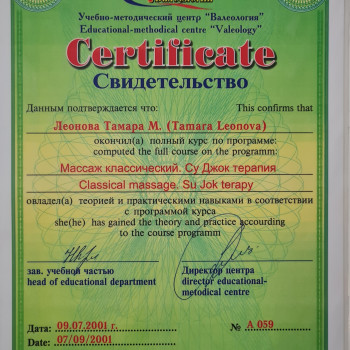 Учебно-методический центр "Валеология"
Educational-methodical centre "Valeology"
Certificate
Свидетельство
Данным подтверждается что: This confirms that
Леонова Тамара М. (Tamara Leonova)
окончил(а) полный курс по программе:
computed the full course on the programm:
Массаж классический. Су Джок терапия
Classical massage. Su Jok terapy
овладел(а) теорией и практическими навыками в соответствии
с программой курса
she(he) has gained the theory and practice accourding
to the course programm
зав. учебной частью Директор центра
head of educational department director educational-
metodical centre
Дата: 09.07.2001 г. № А 059
Date: 07/09/2001